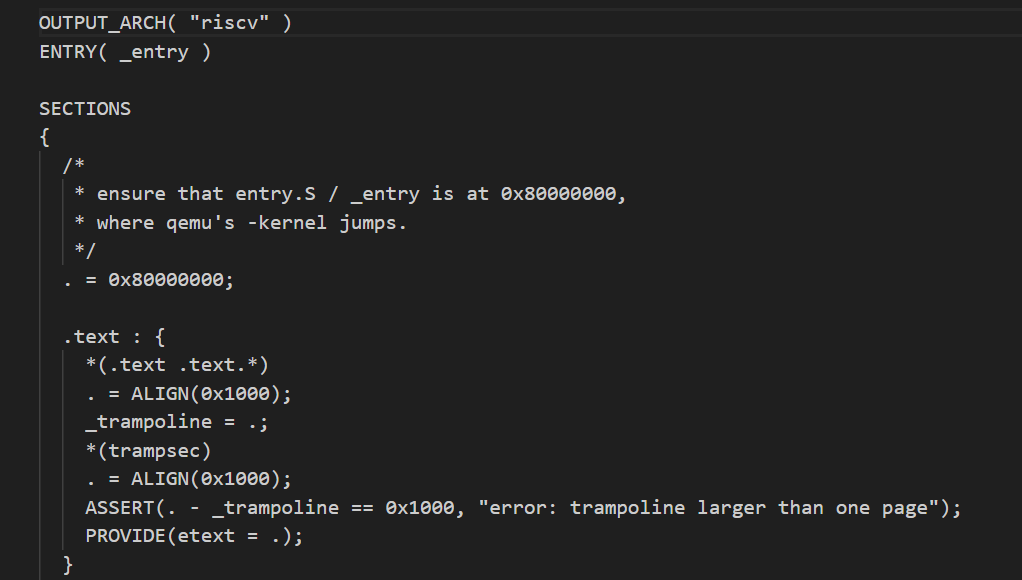 OUTPUT_ARCH( "riscv" )
ENTRY( _entry )
SECTIONS
{
/*
* ensure that entry.S / _entry is at 0x80000000,
* where qemu's -kernel jumps.
*/
. = 0x80000000;
.text : {
*(.text .text.*)
. = ALIGN(0x1000);
_trampoline = .;
*(trampsec)
. = ALIGN(0x1000);
ASSERT(. - _trampoline == 0x1000, "error: trampoline larger than one page");
PROVIDE(etext = .);
}